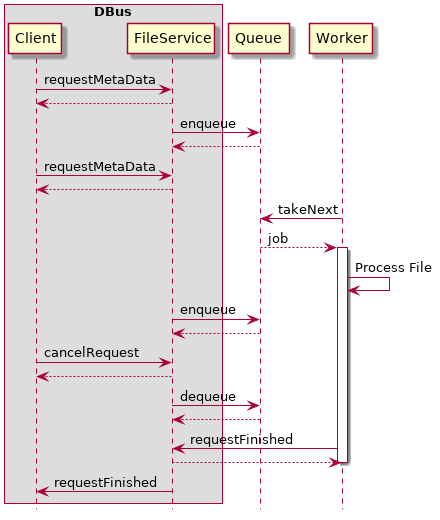 DBus
Client
FileService
Queue
Worker
requestMetaData
enqueue
requestMetaData
takeNext
job
Process File
enqueue
cancelRequest
dequeue
requestFinished
requestFinished